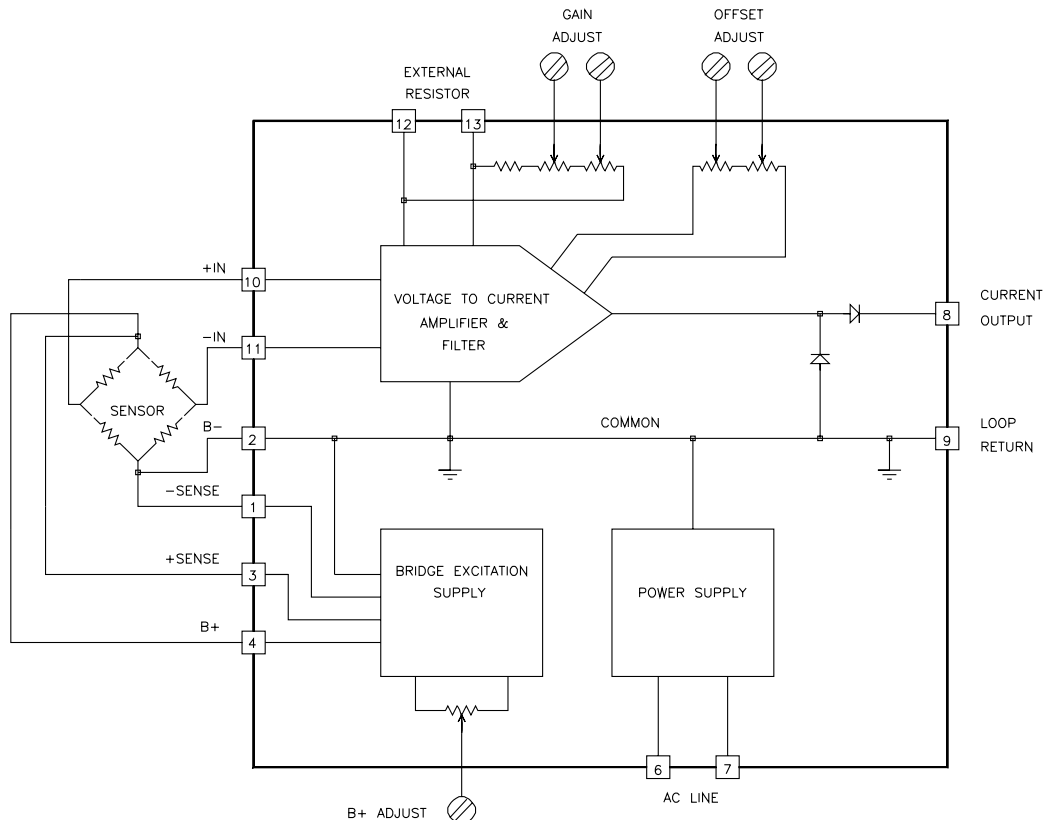 GAIN
ADJUST
OFFSET
ADJUST
EXTERNAL
RESISTOR
12
13
+IN
10
VOLTAGE TO CURRENT
AMPLIFIER &
FILTER
CURRENT
OUTPUT
8
-IN
11
SENSOR
B-
2
COMMON
9
LOOP
RETURN
-SENSE
1
+SENSE
3
BRIDGE EXCITATION
SUPPLY
POWER SUPPLY
B+
4
6
7
AC LINE
B+ ADJUST